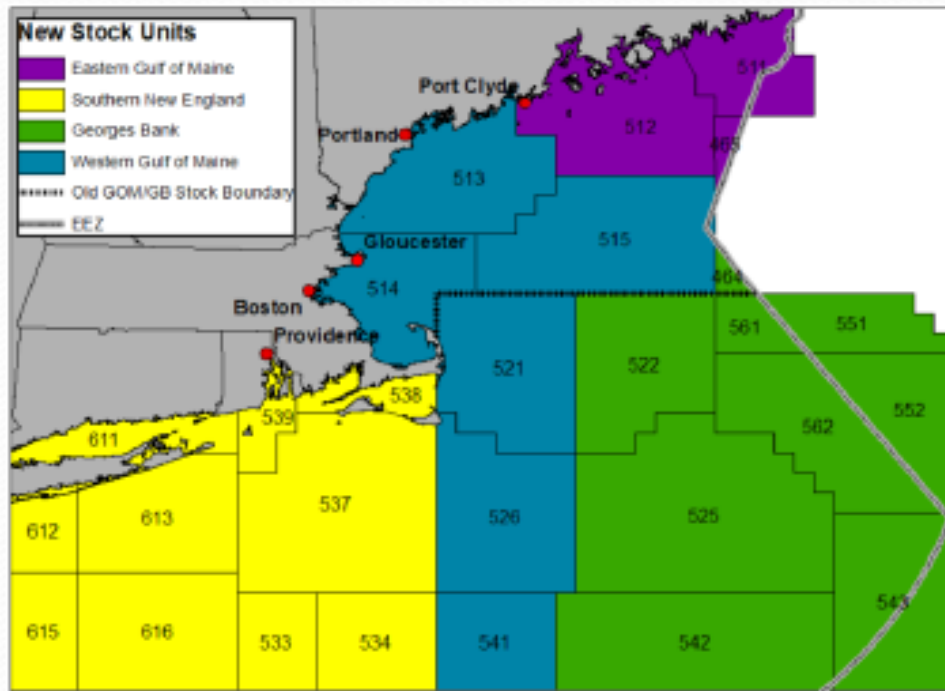 New Stock Units
Eastern Gulf of Maine
Southern New England
Georges Bank
Western Gulf of Maine
Old GOM/GB Stock Boundary
EEZ
Port Clyde
511
Portland
512
465
513
Gloucester
515
514
464
Boston
Providence
561
551
521
522
538
539
552
611
562
537
613
612
526
525
615
616
533
534
541
542
543